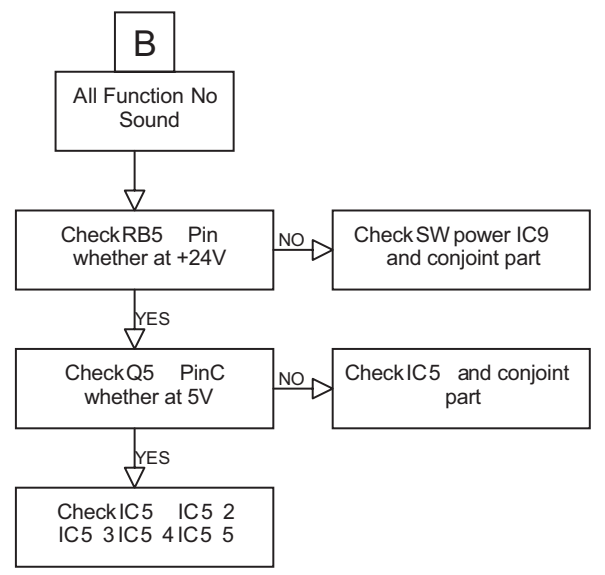 B
All Function No
Sound
Check RB5 Pin
whether at +24V
NO
Check SW power IC9
and conjoint part
YES
Check Q5 PinC
whether at 5V
NO
Check IC5 and conjoint
part
YES
Check IC5 IC5 2
IC5 3 IC5 4 IC5 5